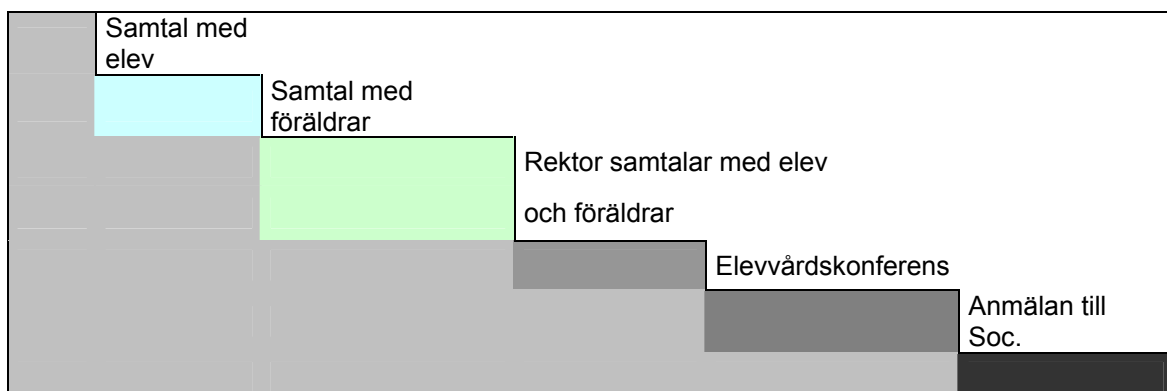 Samtal med
elev
Samtal med
föräldrar
Rektor samtalar med elev
och föräldrar
Elevvårdskonferens
Anmälan till
Soc.